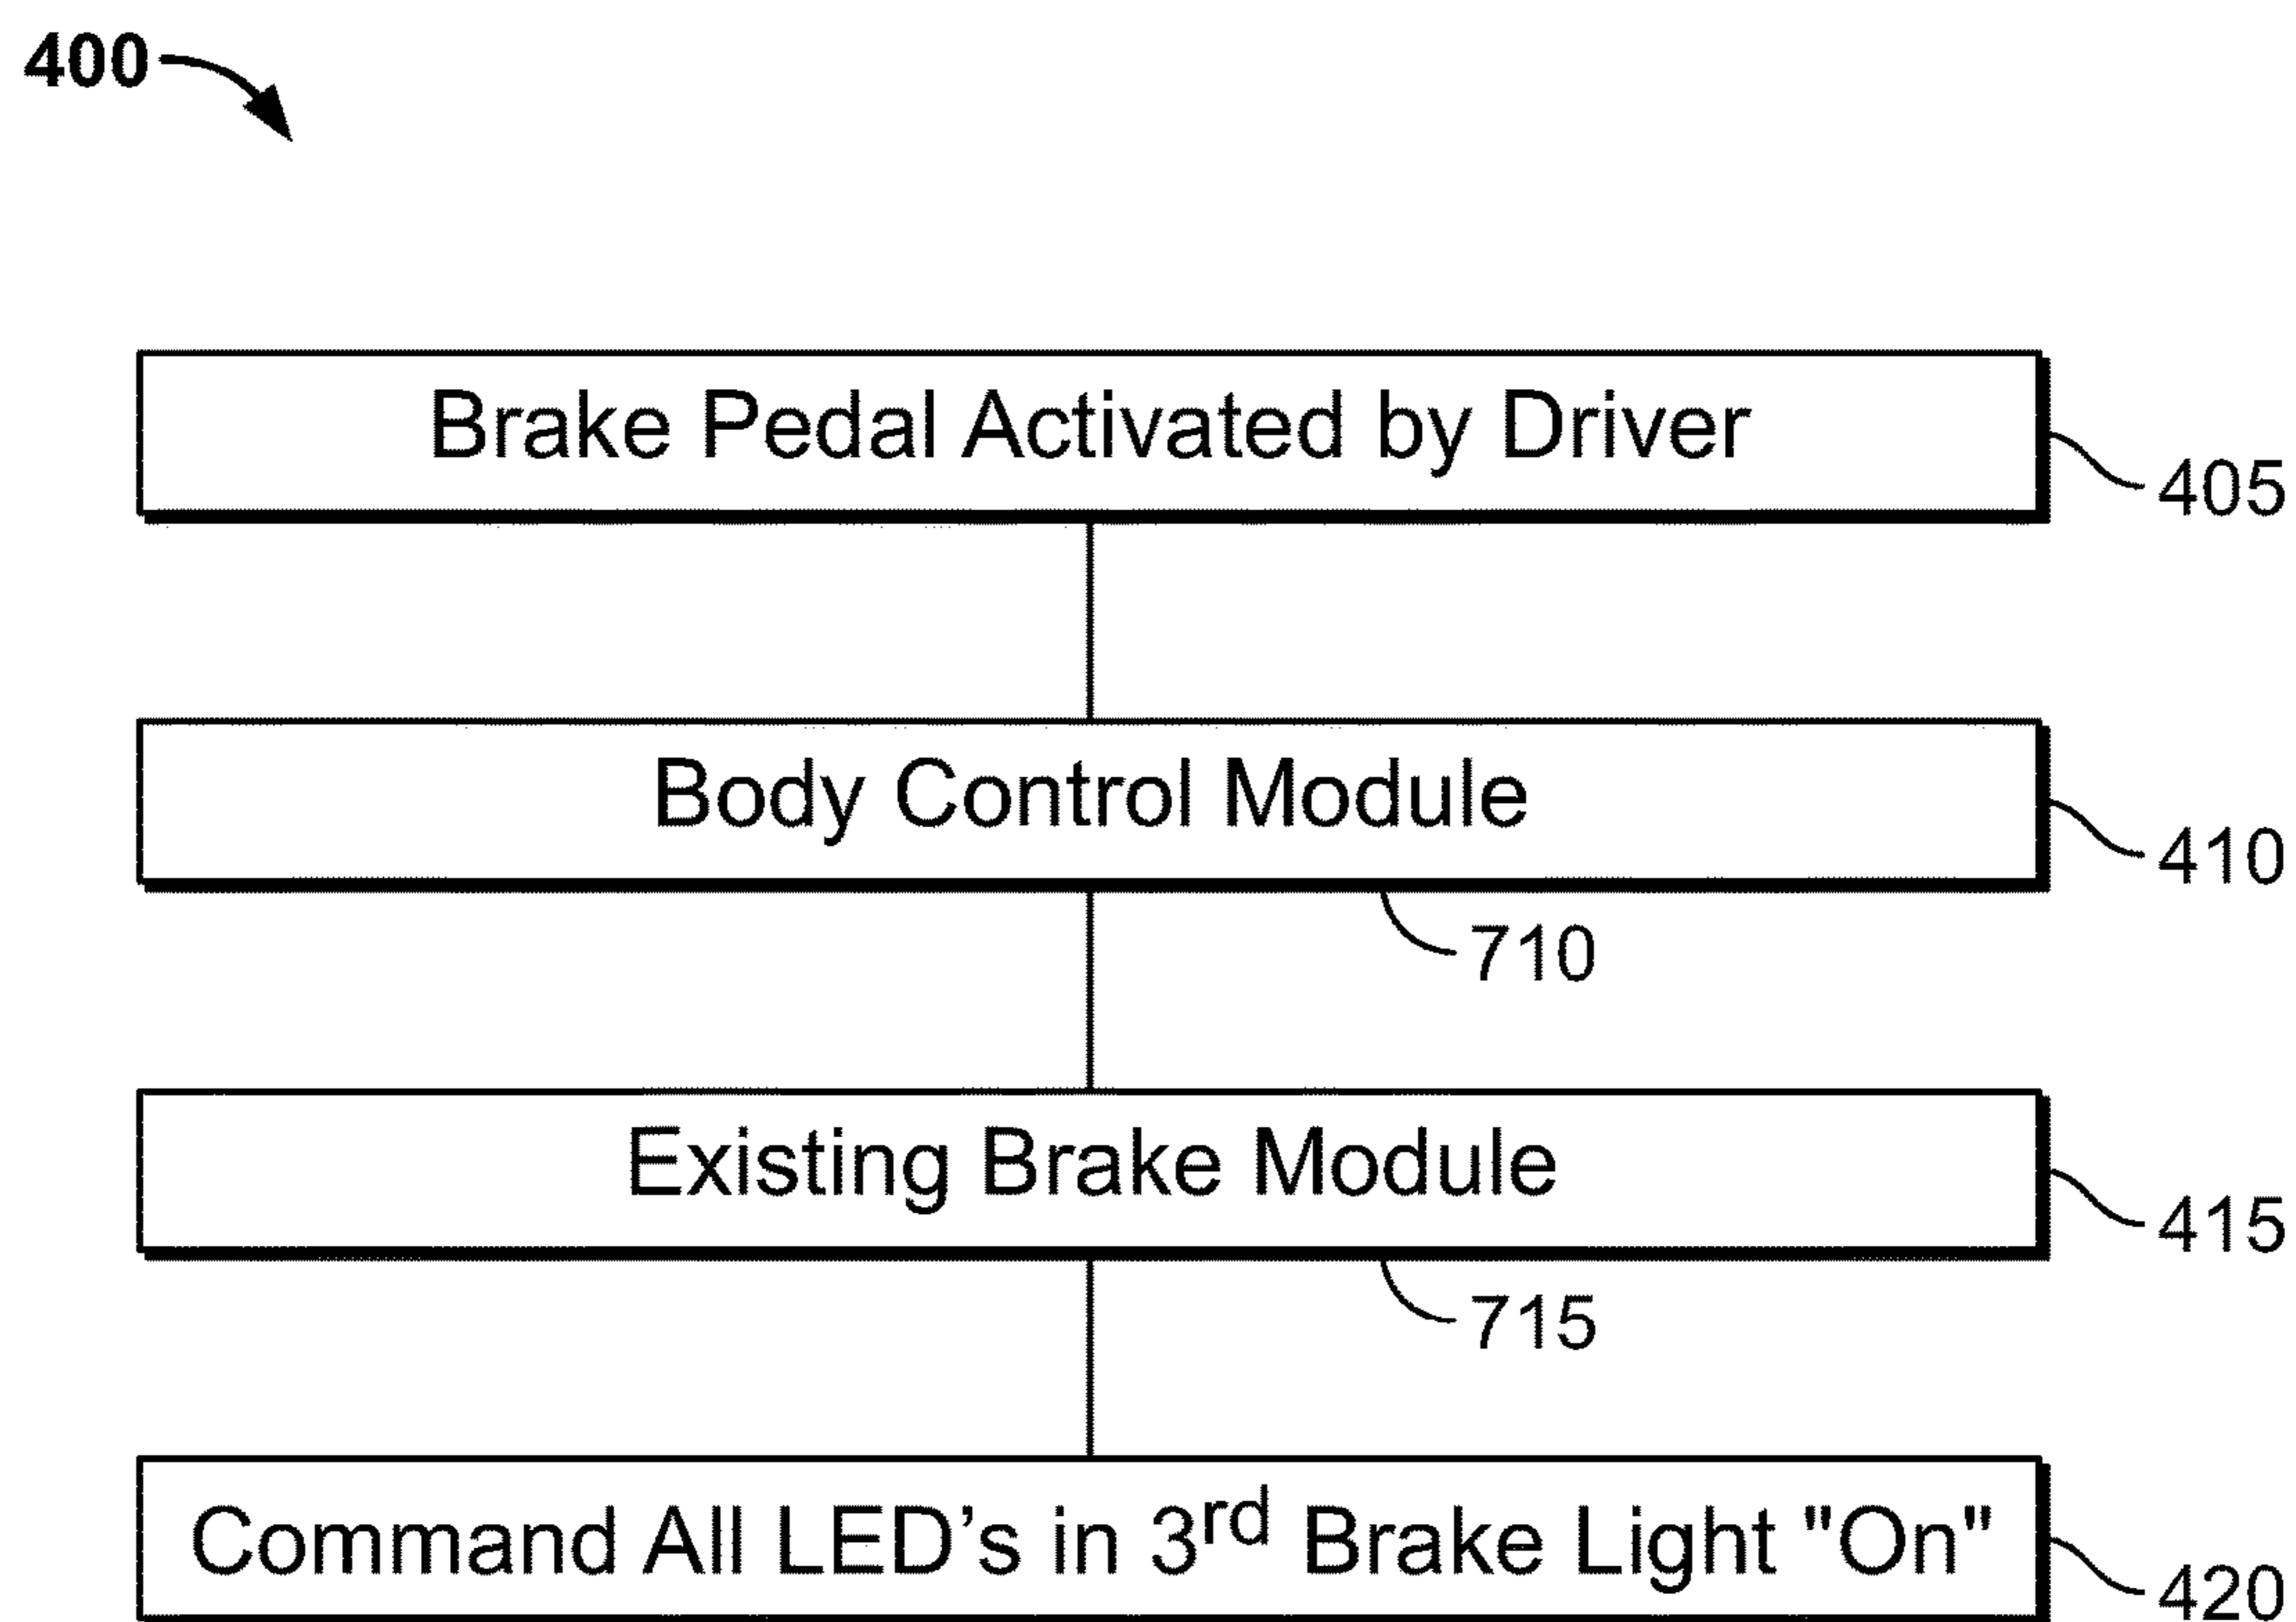 400
Brake Pedal Activated by Driver
405
Body Control Module
410
710
Existing Brake Module
415
715
Command All LED’s in 3rd Brake Light "On"
420